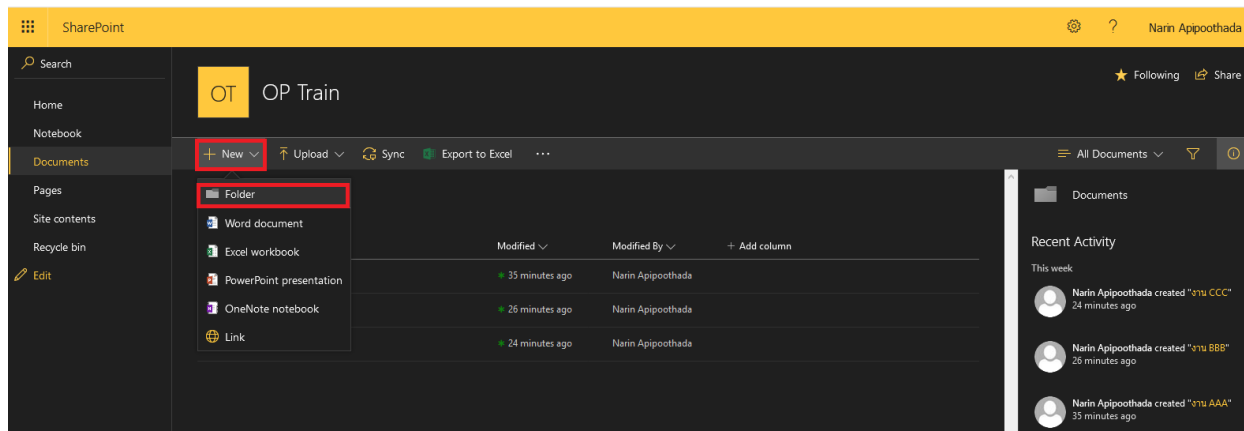 SharePoint
? Narin Apipoothada
Search
Home
Notebook
Documents
Pages
Site contents
Recycle bin
Edit
OT OP Train
Following Share
+ New Upload Sync Export to Excel ...
All Documents
Folder
Word document
Excel workbook
PowerPoint presentation
OneNote notebook
Link
Modified Modified By + Add column
35 minutes ago Narin Apipoothada
26 minutes ago Narin Apipoothada
24 minutes ago Narin Apipoothada
Documents
Recent Activity
This week
Narin Apipoothada created "งาน CCC"
24 minutes ago
Narin Apipoothada created "งาน BBB"
26 minutes ago
Narin Apipoothada created "งาน AAA"
35 minutes ago